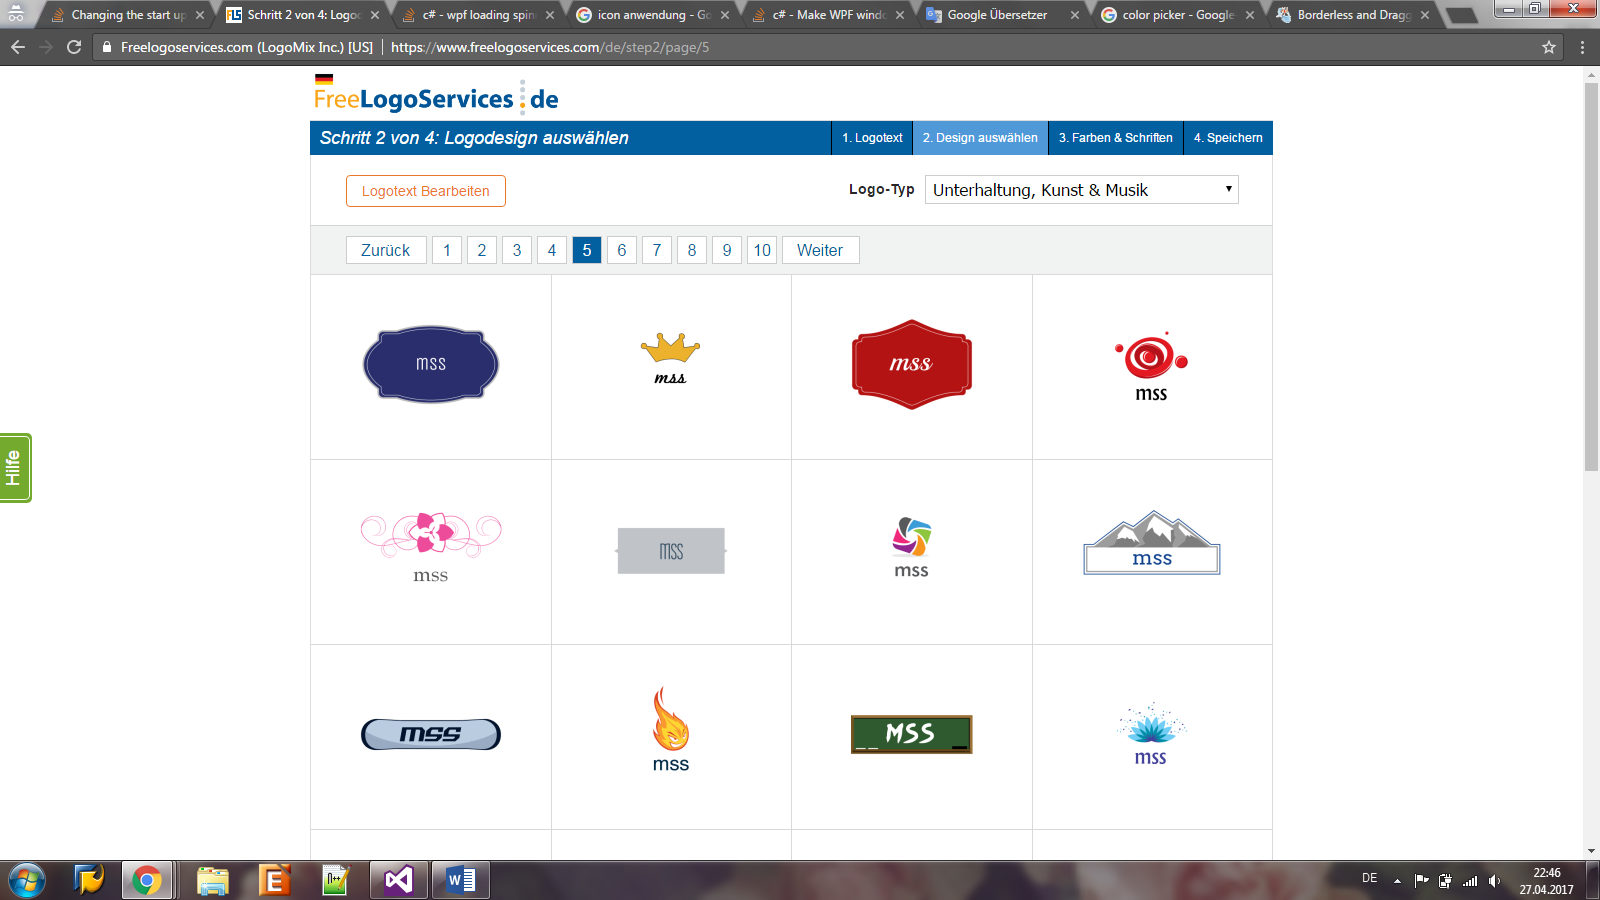 Changing the start up
Schritt 2 von 4: Logod
c# - wpf loading spin
icon anwendung - Go
c# - Make WPF wind
Google Übersetzer
color picker - Google
Borderless and Dragg
Freelogoservices.com (LogoMix Inc.) [US]
https://www.freelogoservices.com/de/step2/page/5
FreeLogoServices.de
Schritt 2 von 4: Logodesign auswählen
1. Logotext
2. Design auswählen
3. Farben & Schriften
4. Speichern
Logotext Bearbeiten
Logo-Typ
Unterhaltung, Kunst & Musik
Zurück 1 2 3 4 5 6 7 8 9 10 Weiter
mss
mss
mss
mss
mss
mss
mss
mss
mss
mss
MSS
mss
Hilfe
DE
22:46
27.04.2017